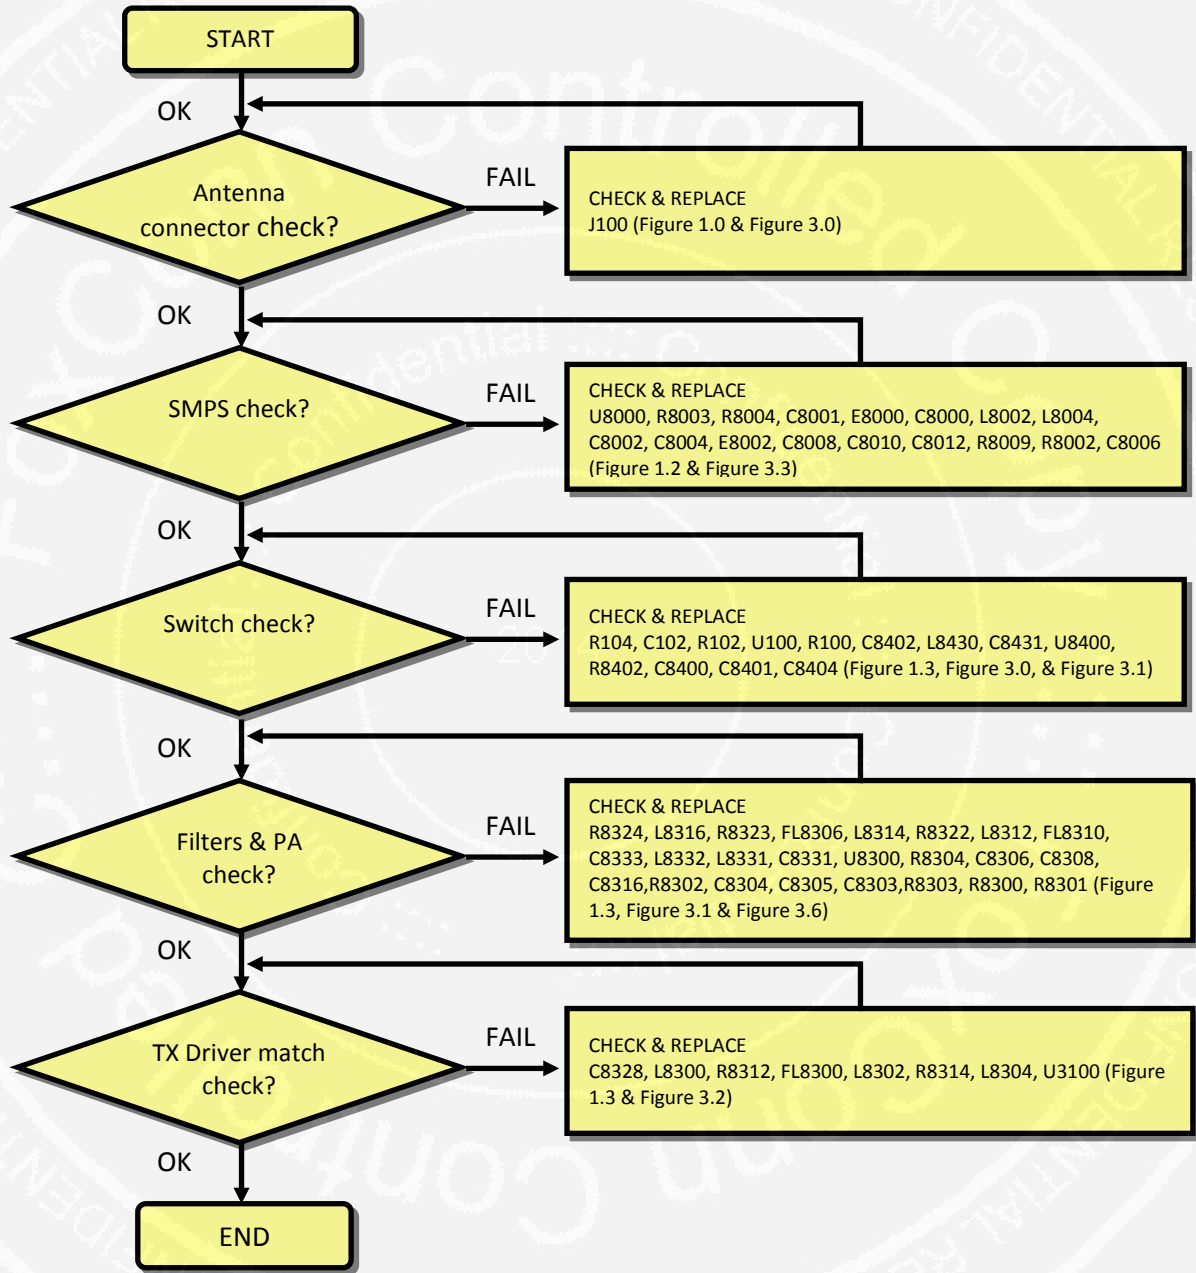 START
OK
Antenna
connector check?
FAIL
CHECK & REPLACE
J100 (Figure 1.0 & Figure 3.0)
OK
SMPS check?
FAIL
CHECK & REPLACE
U8000, R8003, R8004, C8001, E8000, C8000, L8002, L8004,
C8002, C8004, E8002, C8008, C8010, C8012, R8009, R8002, C8006
(Figure 1.2 & Figure 3.3)
OK
Switch check?
FAIL
CHECK & REPLACE
R104, C102, R102, U100, R100, C8402, L8430, C8431, U8400,
R8402, C8400, C8401, C8404 (Figure 1.3, Figure 3.0, & Figure 3.1)
OK
Filters & PA
check?
FAIL
CHECK & REPLACE
R8324, L8316, R8323, FL8306, L8314, R8322, L8312, FL8310,
C8333, L8332, L8331, C8331, U8300, R8304, C8306, C8308,
C8316,R8302, C8304, C8305, C8303,R8303, R8300, R8301 (Figure
1.3, Figure 3.1 & Figure 3.6)
OK
TX Driver match
check?
FAIL
CHECK & REPLACE
C8328, L8300, R8312, FL8300, L8302, R8314, L8304, U3100 (Figure
1.3 & Figure 3.2)
OK
END